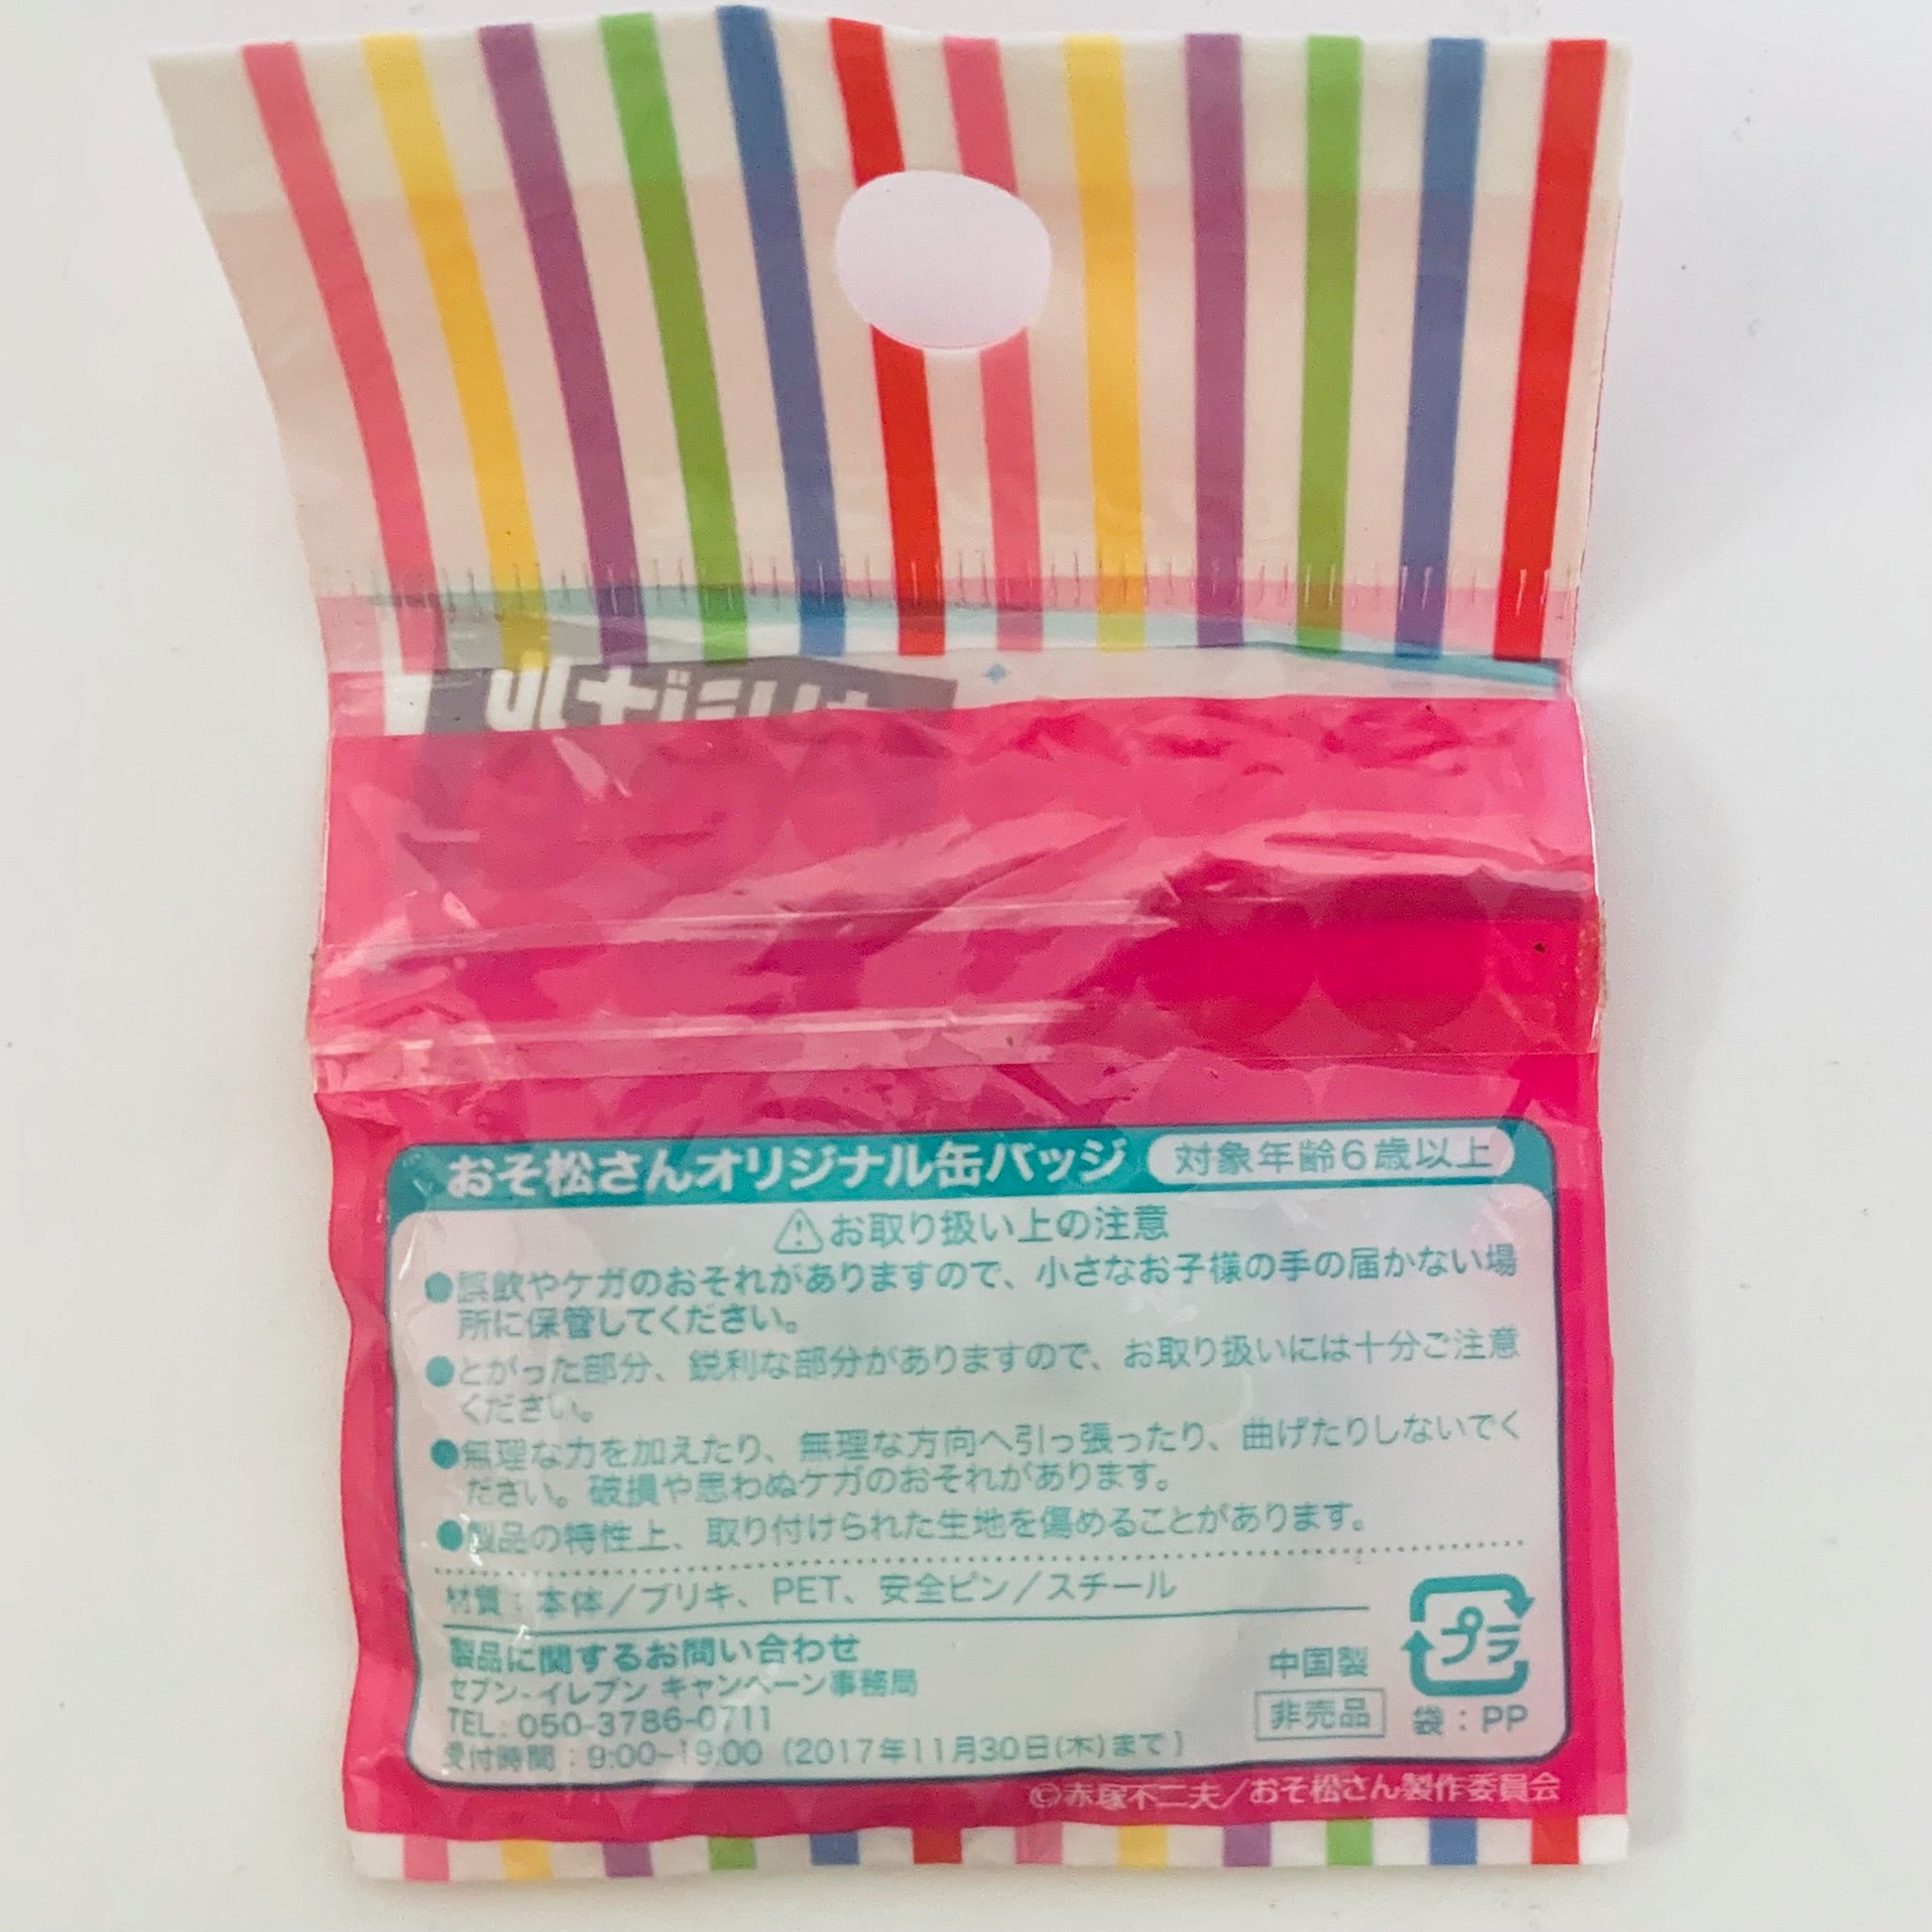 おそ松さんオリジナル缶バッジ 対象年齢6歳以上
⚠お取り扱い上の注意
●誤飲やケガのおそれがありますので、小さなお子様の手の届かない場
所に保管してください。
●とがった部分、鋭利な部分がありますので、お取り扱いには十分ご注意
ください。
●無理な力を加えたり、無理な方向へ引っ張ったり、曲げたりしないでく
ださい。破損や思わぬケガのおそれがあります。
●製品の特性上、取り付けられた生地を傷めることがあります。
材質：本体／ブリキ、PET、安全ピン／スチール
製品に関するお問い合わせ
セブン-イレブン キャンペーン事務局
TEL：050-3786-0711
受付時間：9:00-19:00（2017年11月30日(木)まで）
中国製
非売品
プラ
袋：PP
©赤塚不二夫／おそ松さん製作委員会